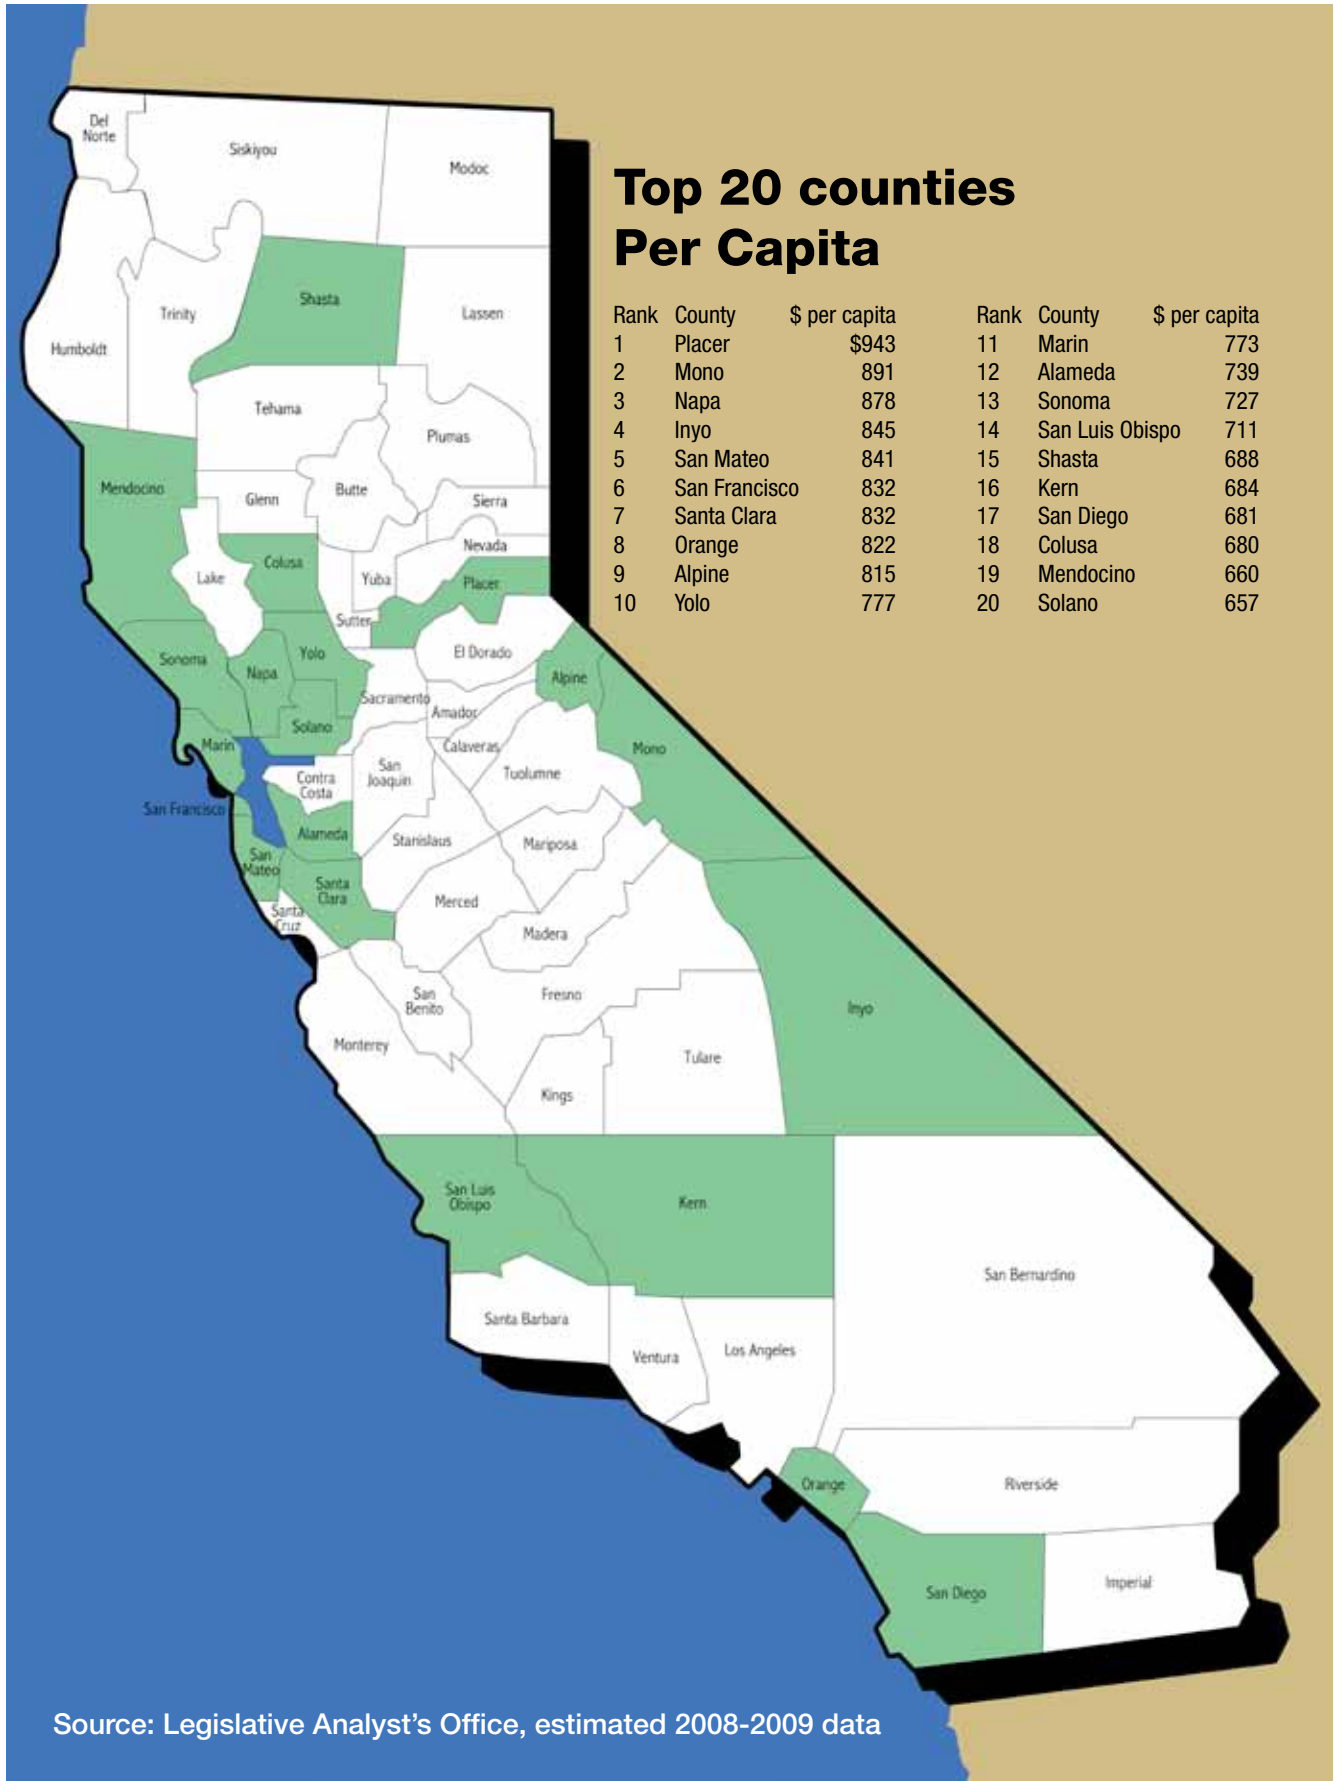 Del
Norte
Siskiyou
Modoc
Top 20 counties
Per Capita
Rank County $ per capita
1 Placer $943
2 Mono 891
3 Napa 878
4 Inyo 845
5 San Mateo 841
6 San Francisco 832
7 Santa Clara 832
8 Orange 822
9 Alpine 815
10 Yolo 777
Rank County $ per capita
11 Marin 773
12 Alameda 739
13 Sonoma 727
14 San Luis Obispo 711
15 Shasta 688
16 Kern 684
17 San Diego 681
18 Colusa 680
19 Mendocino 660
20 Solano 657
Shasta
Trinity
Lassen
Humboldt
Tehama
Plumas
Mendocino
Glenn
Butte
Sierra
Nevada
Colusa
Lake
Yuba
Placer
Sutter
El Dorado
Sonoma
Napa
Yolo
Alpine
Sacramento
Amador
Solano
Marin
Calaveras
Mono
San
Joaquin
Tuolumne
Contra
Costa
San Francisco
Alameda
Stanislaus
Mariposa
San
Mateo
Santa
Clara
Merced
Santa
Cruz
Madera
San
Benito
Fresno
Inyo
Monterey
Tulare
Kings
San Luis
Obispo
Kern
San Bernardino
Santa Barbara
Ventura
Los Angeles
Orange
Riverside
San Diego
Imperial
Source: Legislative Analyst’s Office, estimated 2008-2009 data